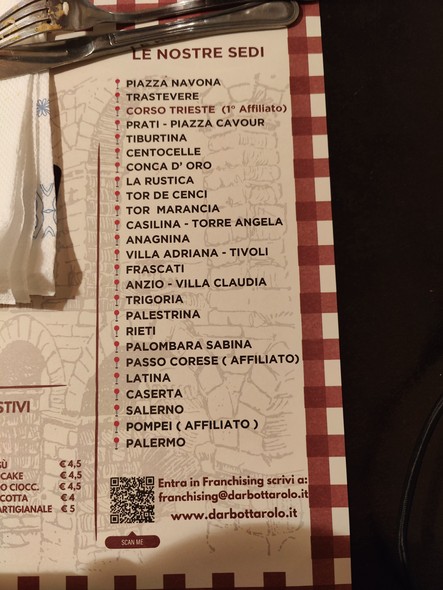 LE NOSTRE SEDI
PIAZZA NAVONA
TRASTEVERE
CORSO TRIESTE (1° Affiliato)
PRATI - PIAZZA CAVOUR
TIBURTINA
CENTOCELLE
CONCA D' ORO
LA RUSTICA
TOR DE CENCI
TOR MARANCIA
CASILINA - TORRE ANGELA
ANAGNINA
VILLA ADRIANA - TIVOLI
FRASCATI
ANZIO - VILLA CLAUDIA
TRIGORIA
PALESTRINA
RIETI
PALOMBARA SABINA
PASSO CORESE ( AFFILIATO)
LATINA
CASERTA
SALERNO
POMPEI ( AFFILIATO )
PALERMO
STIVI
SÙ € 4,5
CAKE € 4,5
O CIOCC. € 4,5
COTTA € 4
ARTIGIANALE € 5
Entra in Franchising scrivi a:
franchising@darbottarolo.it
www.darbottarolo.it
SCAN ME